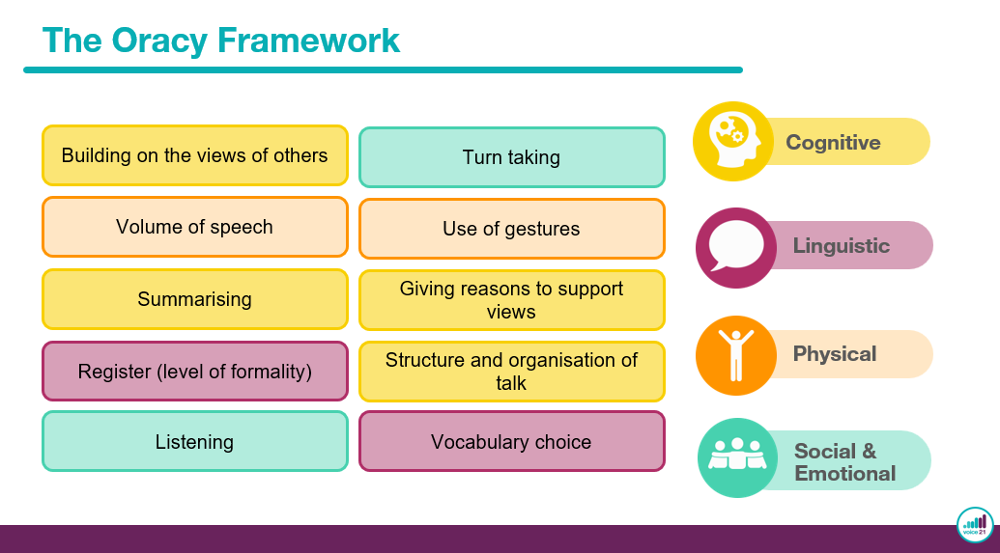 The Oracy Framework
Building on the views of others
Turn taking
Volume of speech
Use of gestures
Summarising
Giving reasons to support
views
Register (level of formality)
Structure and organisation of
talk
Listening
Vocabulary choice
Cognitive
Linguistic
Physical
Social &
Emotional
voice 21